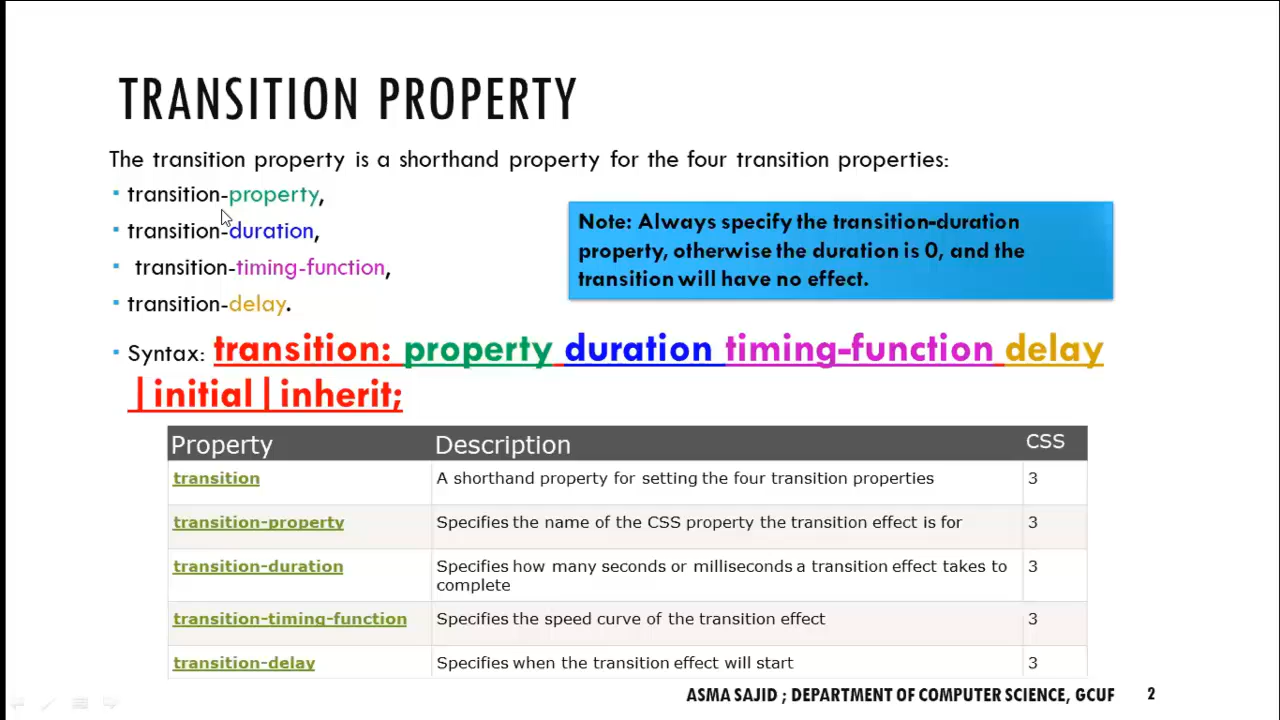 TRANSITION PROPERTY
The transition property is a shorthand property for the four transition properties:
▪ transition-property,
▪ transition-duration,
▪ transition-timing-function,
▪ transition-delay.
Note: Always specify the transition-duration
property, otherwise the duration is 0, and the
transition will have no effect.
▪ Syntax: transition: property duration timing-function delay
|initial|inherit;
Property Description CSS
transition A shorthand property for setting the four transition properties 3
transition-property Specifies the name of the CSS property the transition effect is for 3
transition-duration Specifies how many seconds or milliseconds a transition effect takes to 3
complete
transition-timing-function Specifies the speed curve of the transition effect 3
transition-delay Specifies when the transition effect will start 3
ASMA SAJID ; DEPARTMENT OF COMPUTER SCIENCE, GCUF 2